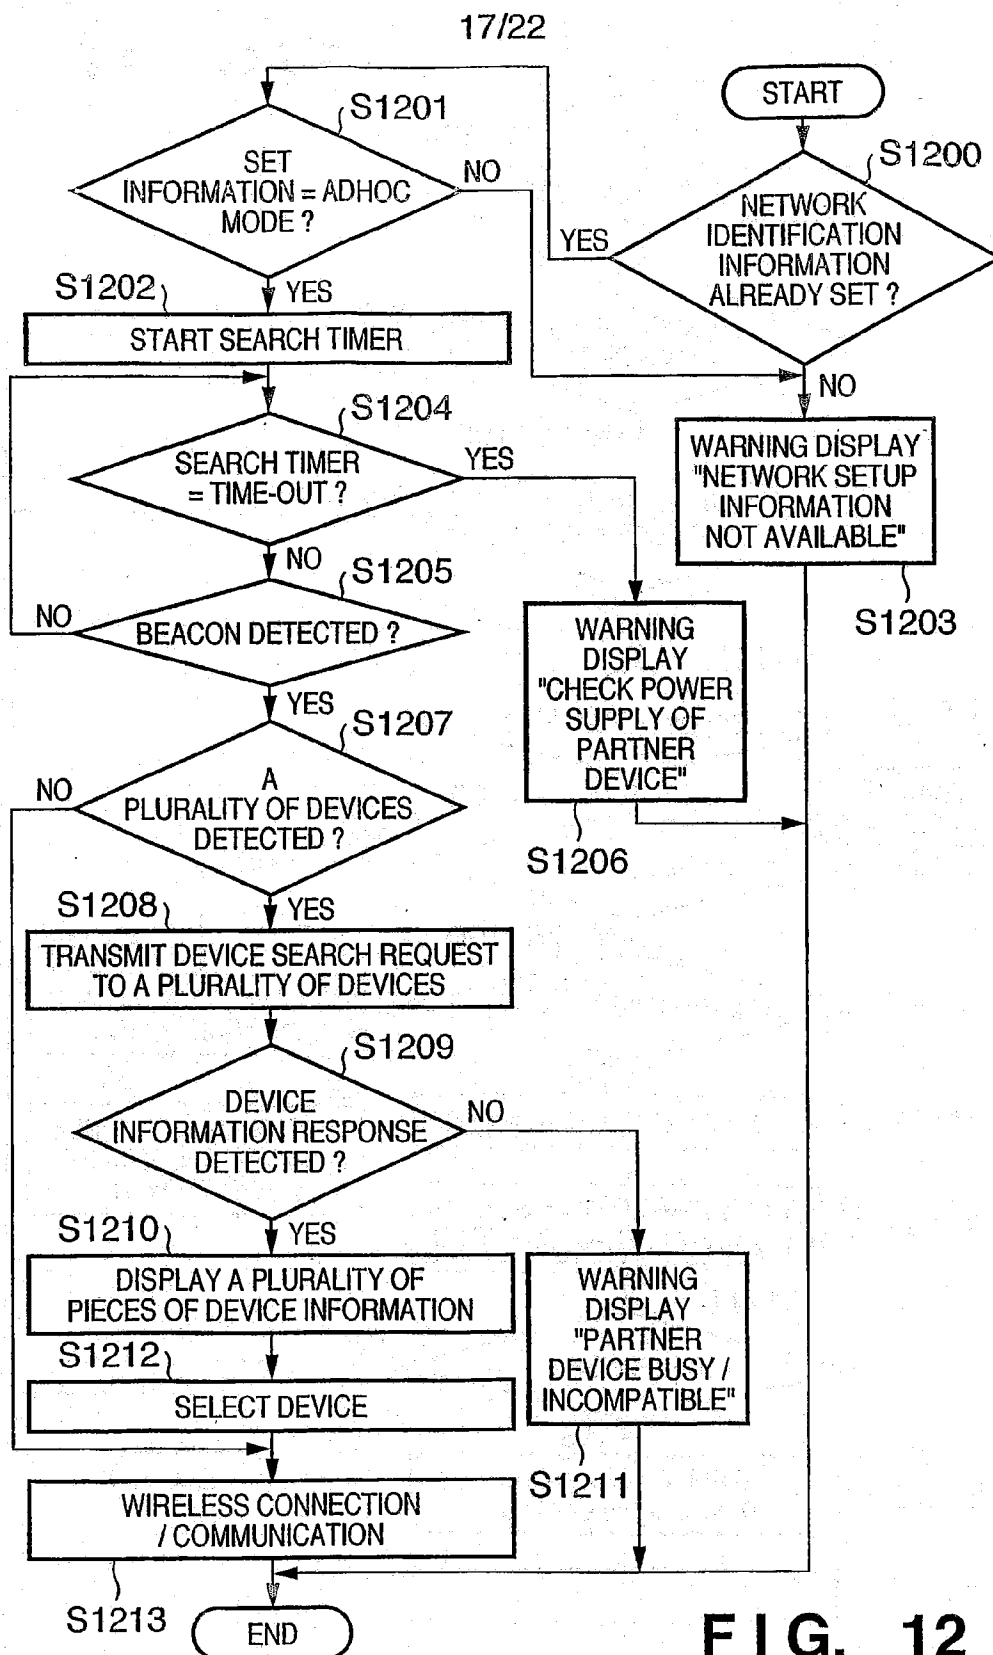 17/22
START
S1200
NETWORK
IDENTIFICATION
INFORMATION
ALREADY SET ?
YES
NO
S1201
SET
INFORMATION = ADHOC
MODE ?
NO
YES
S1202
START SEARCH TIMER
WARNING DISPLAY
"NETWORK SETUP
INFORMATION
NOT AVAILABLE"
S1203
S1204
SEARCH TIMER
= TIME-OUT ?
YES
NO
S1205
BEACON DETECTED ?
NO
YES
WARNING
DISPLAY
"CHECK POWER
SUPPLY OF
PARTNER
DEVICE"
S1206
S1207
A
PLURALITY OF DEVICES
DETECTED ?
NO
YES
S1208
TRANSMIT DEVICE SEARCH REQUEST
TO A PLURALITY OF DEVICES
S1209
DEVICE
INFORMATION RESPONSE
DETECTED ?
NO
YES
S1210
DISPLAY A PLURALITY OF
PIECES OF DEVICE INFORMATION
WARNING
DISPLAY
"PARTNER
DEVICE BUSY /
INCOMPATIBLE"
S1211
S1212
SELECT DEVICE
WIRELESS CONNECTION
/ COMMUNICATION
S1213
END
FIG. 12